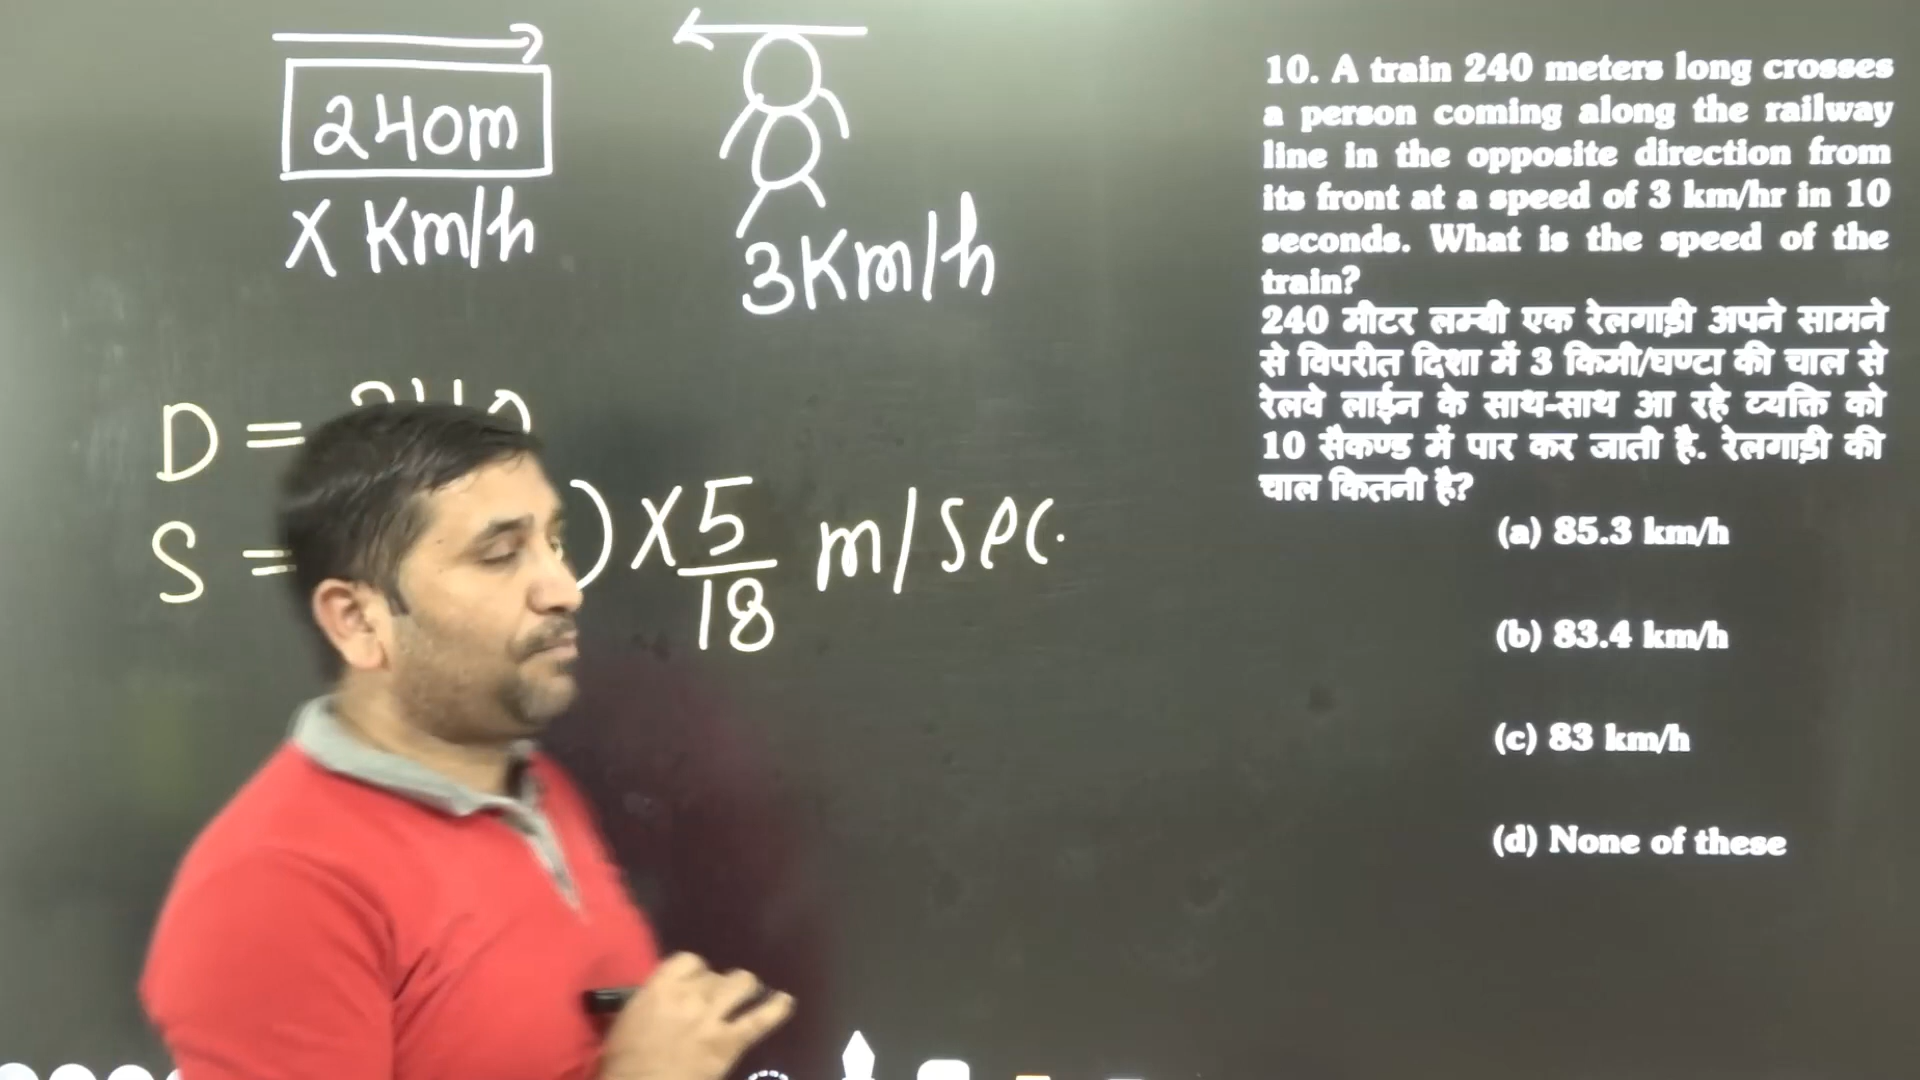 240m
x Km/h
3Km/h
D =
S = ) × 5/18 m/sec.
10. A train 240 meters long crosses
a person coming along the railway
line in the opposite direction from
its front at a speed of 3 km/hr in 10
seconds. What is the speed of the
train?
240 मीटर लम्बी एक रेलगाड़ी अपने सामने
से विपरीत दिशा में 3 किमी/घण्टा की चाल से
रेलवे लाईन के साथ-साथ आ रहे व्यक्ति को
10 सैकण्ड में पार कर जाती है. रेलगाड़ी की
चाल कितनी है?
(a) 85.3 km/h
(b) 83.4 km/h
(c) 83 km/h
(d) None of these